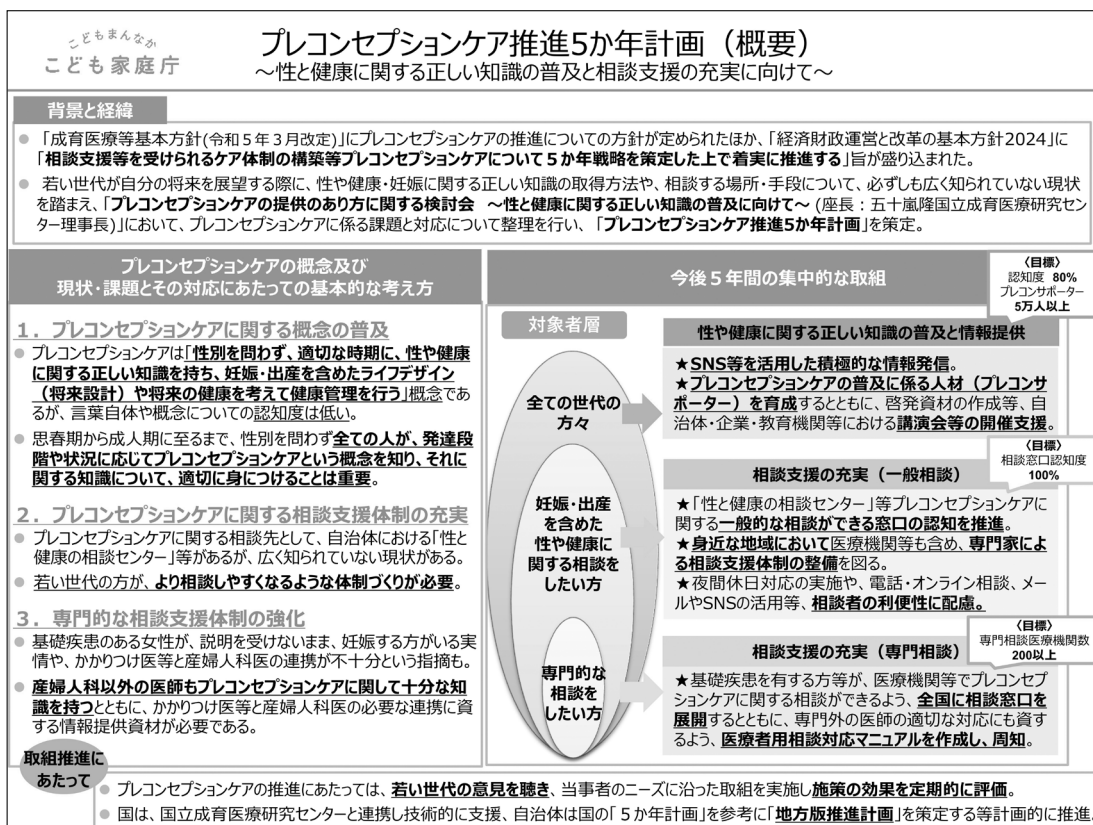 こどもまんなか
こども家庭庁
プレコンセプションケア推進5か年計画（概要）
～性と健康に関する正しい知識の普及と相談支援の充実に向けて～
背景と経緯
● 「成育医療等基本方針(令和５年３月改定)」にプレコンセプションケアの推進についての方針が定められたほか、「経済財政運営と改革の基本方針2024」に
「相談支援等を受けられるケア体制の構築等プレコンセプションケアについて５か年戦略を策定した上で着実に推進する」旨が盛り込まれた。
● 若い世代が自分の将来を展望する際に、性や健康・妊娠に関する正しい知識の取得方法や、相談する場所・手段について、必ずしも広く知られていない現状
を踏まえ、「プレコンセプションケアの提供のあり方に関する検討会　～性と健康に関する正しい知識の普及に向けて～ (座長：五十嵐隆国立成育医療研究セン
ター理事長)」において、プレコンセプションケアに係る課題と対応について整理を行い、「プレコンセプションケア推進5か年計画」を策定。
プレコンセプションケアの概念及び
現状・課題とその対応にあたっての基本的な考え方
１．プレコンセプションケアに関する概念の普及
● プレコンセプションケアは「性別を問わず、適切な時期に、性や健康
に関する正しい知識を持ち、妊娠・出産を含めたライフデザイン
（将来設計）や将来の健康を考えて健康管理を行う」概念であ
るが、言葉自体や概念についての認知度は低い。
● 思春期から成人期に至るまで、性別を問わず全ての人が、発達段
階や状況に応じてプレコンセプションケアという概念を知り、それに
関する知識について、適切に身につけることは重要。
２．プレコンセプションケアに関する相談支援体制の充実
● プレコンセプションケアに関する相談先として、自治体における「性と
健康の相談センター」等があるが、広く知られていない現状がある。
● 若い世代の方が、より相談しやすくなるような体制づくりが必要。
３．専門的な相談支援体制の強化
● 基礎疾患のある女性が、説明を受けないまま、妊娠する方がいる実
情や、かかりつけ医等と産婦人科医の連携が不十分という指摘も。
● 産婦人科以外の医師もプレコンセプションケアに関して十分な知
識を持つとともに、かかりつけ医等と産婦人科医の必要な連携に資
する情報提供資材が必要である。
今後５年間の集中的な取組
〈目標〉
認知度 80%
プレコンサポーター
5万人以上
対象者層
全ての世代の
方々
妊娠・出産
を含めた
性や健康に
関する相談を
したい方
専門的な
相談を
したい方
性や健康に関する正しい知識の普及と情報提供
★SNS等を活用した積極的な情報発信。
★プレコンセプションケアの普及に係る人材（プレコンサ
ポーター）を育成するとともに、啓発資材の作成等、自
治体・企業・教育機関等における講演会等の開催支援。
〈目標〉
相談窓口認知度
100%
相談支援の充実（一般相談）
★「性と健康の相談センター」等プレコンセプションケアに
関する一般的な相談ができる窓口の認知を推進。
★身近な地域において医療機関等も含め、専門家によ
る相談支援体制の整備を図る。
★夜間休日対応の実施や、電話・オンライン相談、メー
ルやSNSの活用等、相談者の利便性に配慮。
〈目標〉
専門相談医療機関数
200以上
相談支援の充実（専門相談）
★基礎疾患を有する方等が、医療機関等でプレコンセプ
ションケアに関する相談ができるよう、全国に相談窓口を
展開するとともに、専門外の医師の適切な対応にも資す
るよう、医療者用相談対応マニュアルを作成し、周知。
取組推進に
あたって
● プレコンセプションケアの推進にあたっては、若い世代の意見を聴き、当事者のニーズに沿った取組を実施し施策の効果を定期的に評価。
● 国は、国立成育医療研究センターと連携し技術的に支援、自治体は国の「５か年計画」を参考に「地方版推進計画」を策定する等計画的に推進。